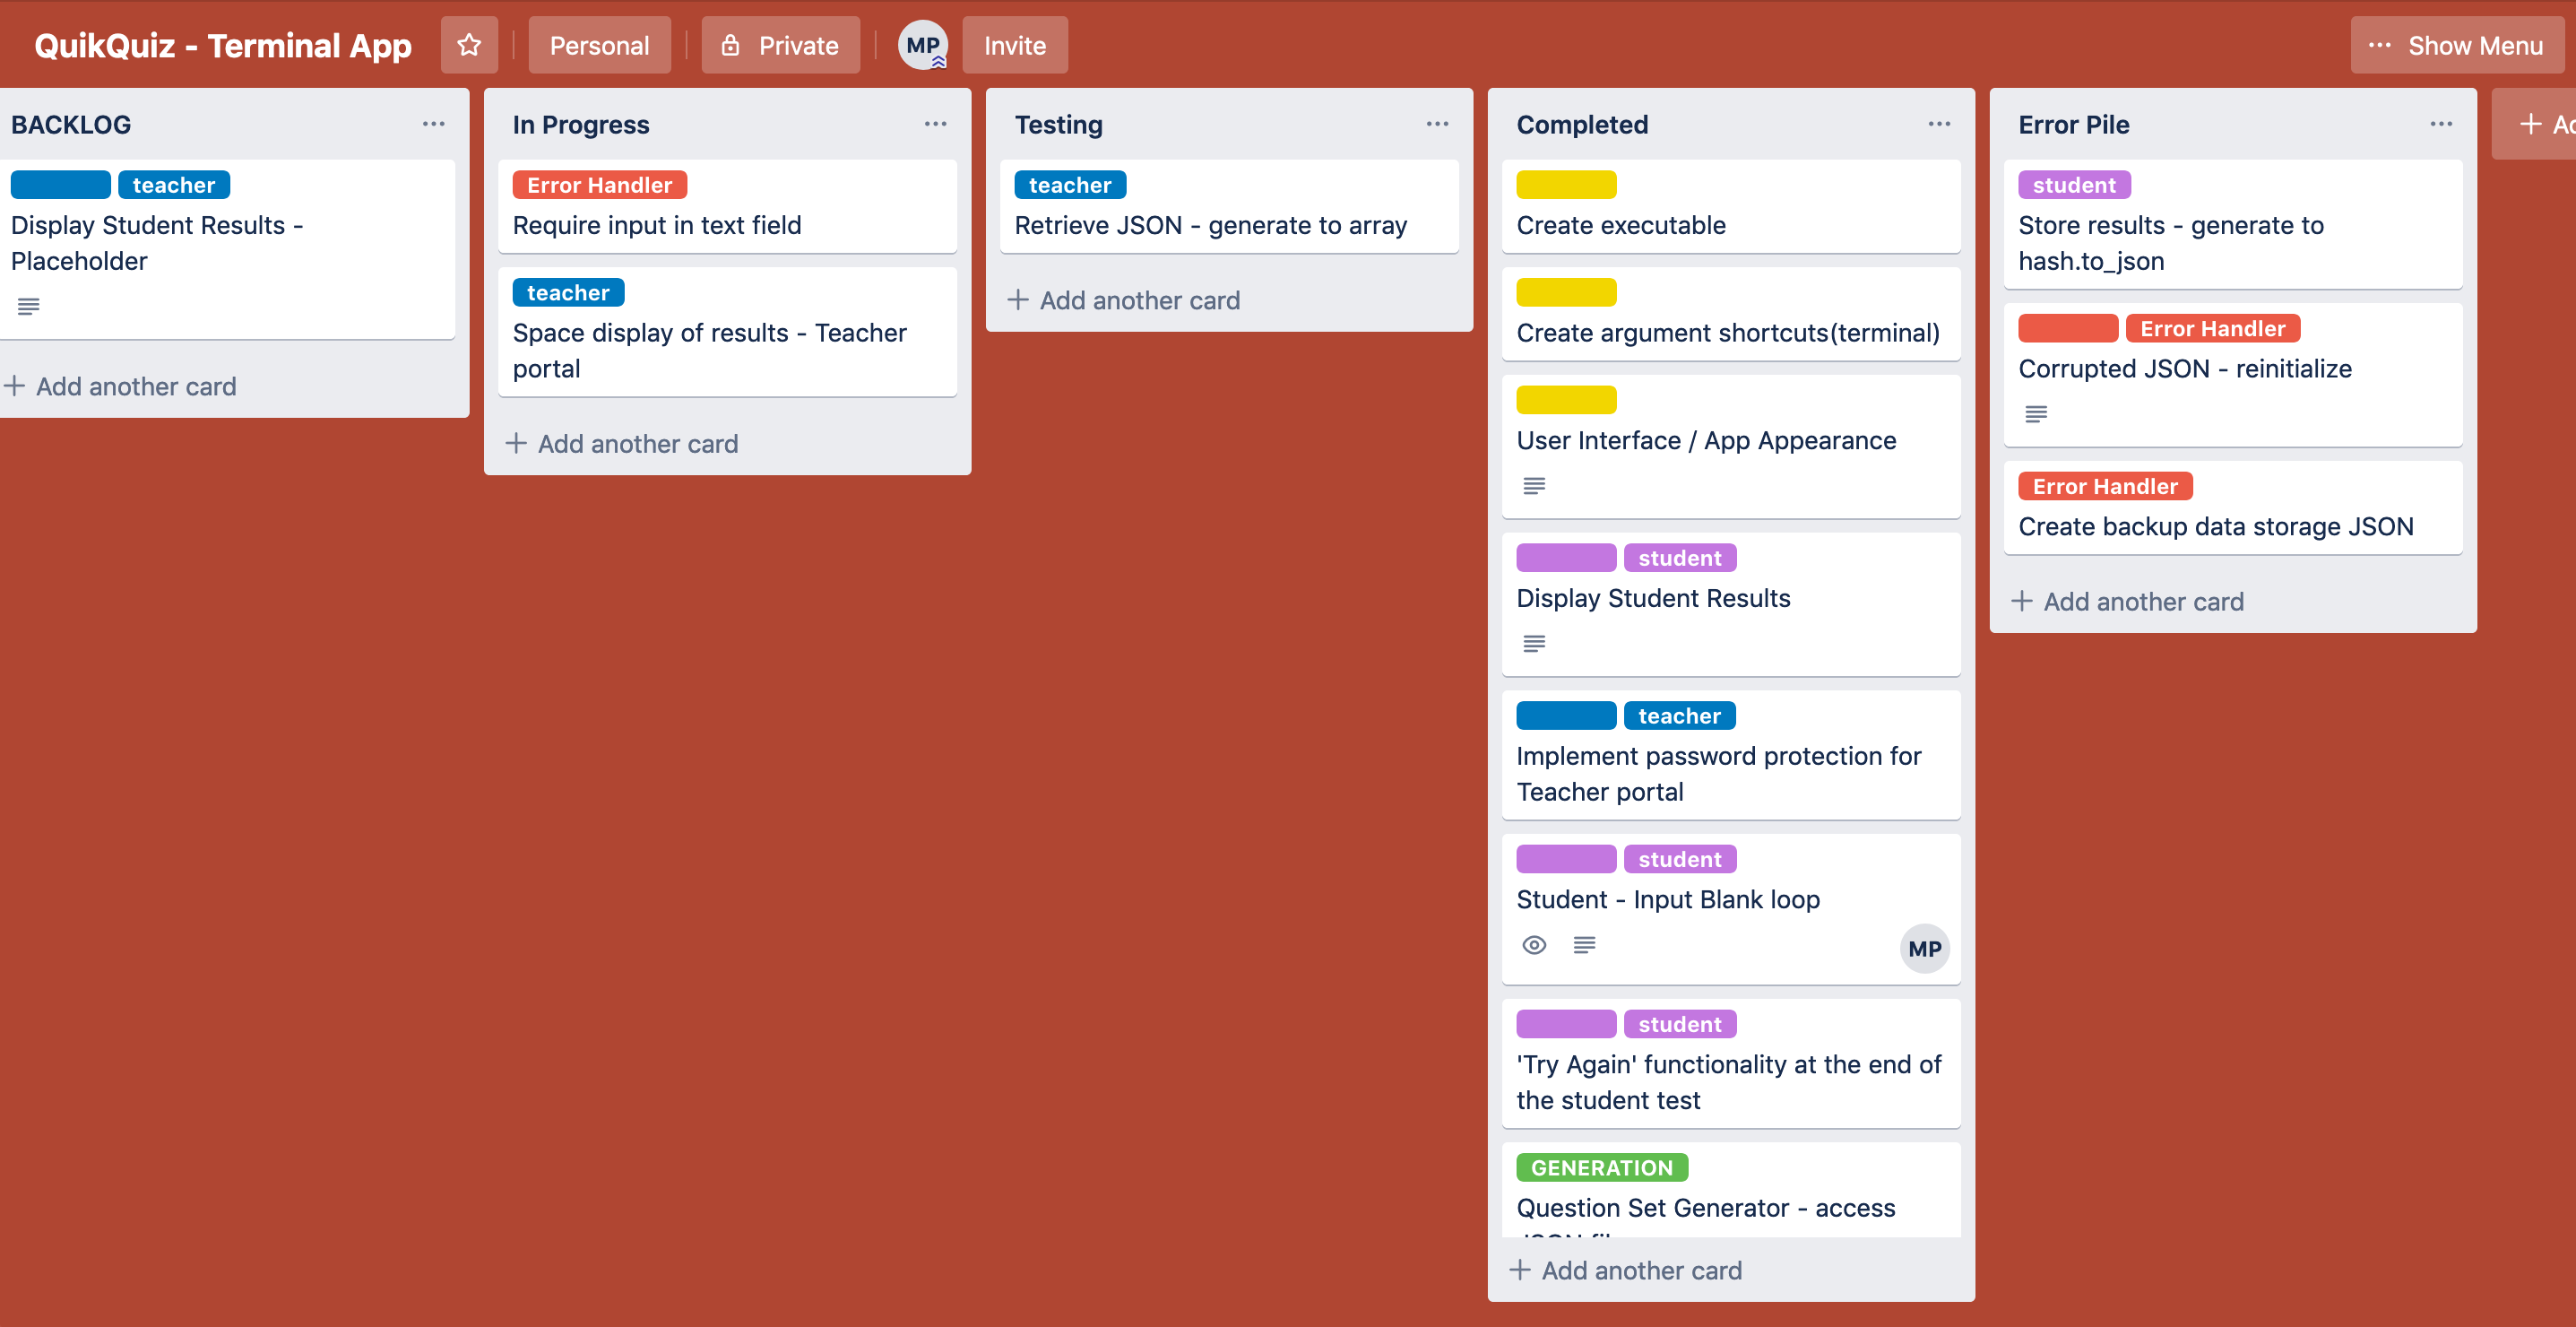 QuikQuiz - Terminal App
Personal
Private
MP
Invite
Show Menu
BACKLOG
teacher
Display Student Results -
Placeholder
Add another card
In Progress
Error Handler
Require input in text field
teacher
Space display of results - Teacher
portal
Add another card
Testing
teacher
Retrieve JSON - generate to array
Add another card
Completed
Create executable
Create argument shortcuts(terminal)
User Interface / App Appearance
student
Display Student Results
teacher
Implement password protection for
Teacher portal
student
Student - Input Blank loop
MP
student
'Try Again' functionality at the end of
the student test
GENERATION
Question Set Generator - access
Add another card
Error Pile
student
Store results - generate to
hash.to_json
Error Handler
Corrupted JSON - reinitialize
Error Handler
Create backup data storage JSON
Add another card